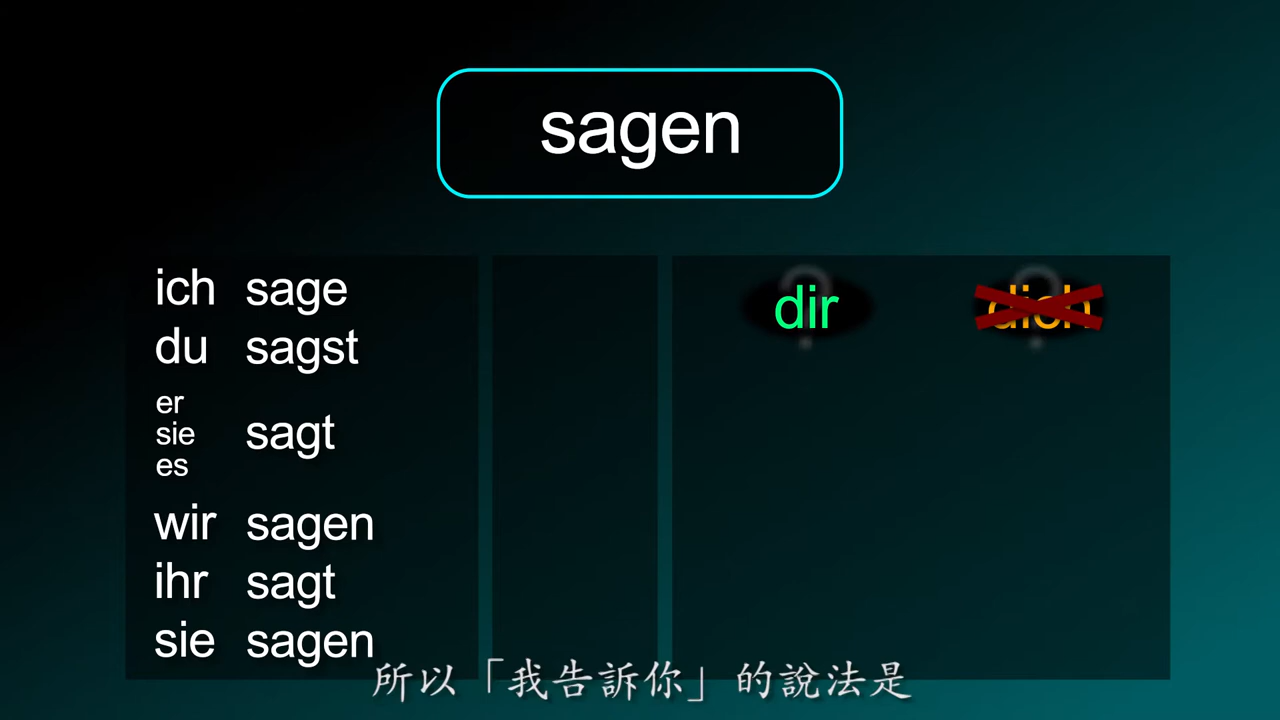 sagen
ich sage
du sagst
er
sie sagt
es
wir sagen
ihr sagt
sie sagen
dir dich
所以「我告訴你」的說法是